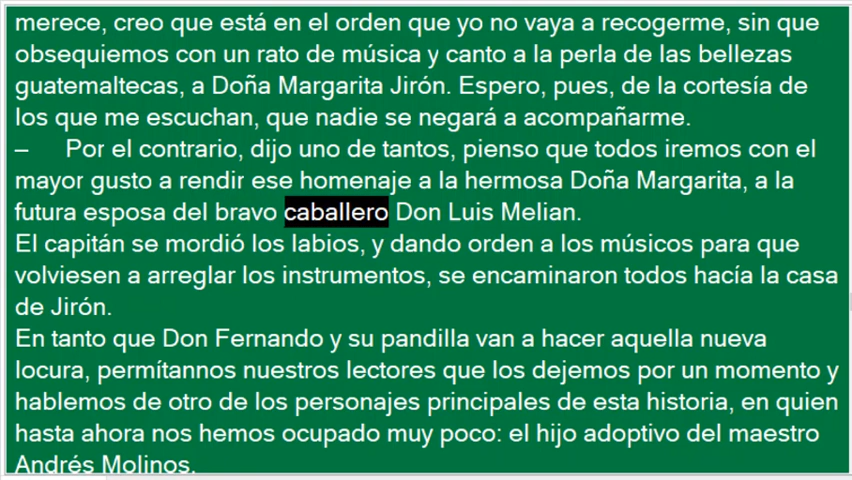 merece, creo que está en el orden que yo no vaya a recogerme, sin que
obsequiemos con un rato de música y canto a la perla de las bellezas
guatemaltecas, a Doña Margarita Jirón. Espero, pues, de la cortesía de
los que me escuchan, que nadie se negará a acompañarme.
– Por el contrario, dijo uno de tantos, pienso que todos iremos con el
mayor gusto a rendir ese homenaje a la hermosa Doña Margarita, a la
futura esposa del bravo caballero Don Luis Melian.
El capitán se mordió los labios, y dando orden a los músicos para que
volviesen a arreglar los instrumentos, se encaminaron todos hacía la casa
de Jirón.
En tanto que Don Fernando y su pandilla van a hacer aquella nueva
locura, permítannos nuestros lectores que los dejemos por un momento y
hablemos de otro de los personajes principales de esta historia, en quien
hasta ahora nos hemos ocupado muy poco: el hijo adoptivo del maestro
Andrés Molinos.